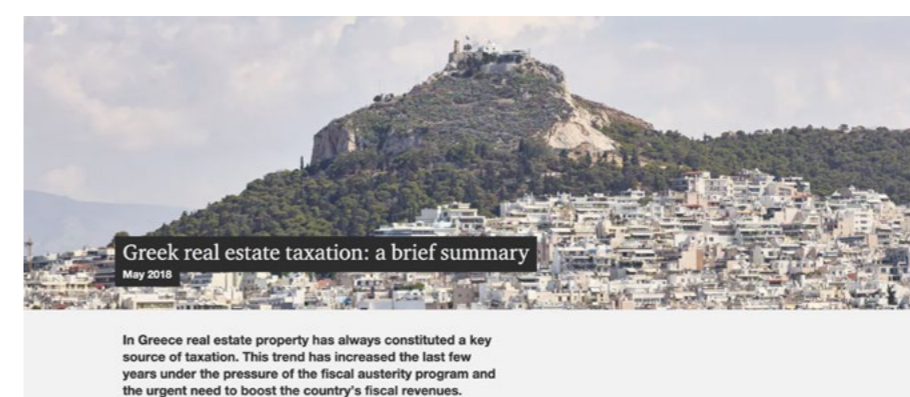 Greek real estate taxation: a brief summary
May 2018
In Greece real estate property has always constituted a key
source of taxation. This trend has increased the last few
years under the pressure of the fiscal austerity program and
the urgent need to boost the country's fiscal revenues.